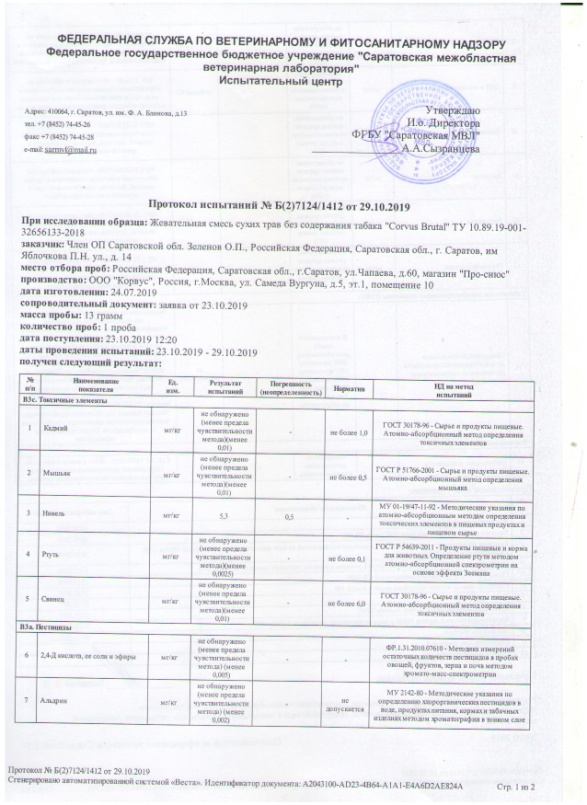 ФЕДЕРАЛЬНАЯ СЛУЖБА ПО ВЕТЕРИНАРНОМУ И ФИТОСАНИТАРНОМУ НАДЗОРУ
Федеральное государственное бюджетное учреждение "Саратовская межобластная
ветеринарная лаборатория"
Испытательный центр
Адрес: 410064, г. Саратов, ул. им. Ф. А. Блинова, д.13
тел. +7 (8452) 74-45-26
факс +7 (8452) 74-45-28
e-mail: sarmvl@mail.ru
Утверждаю
И.о. Директора
ФГБУ "Саратовская МВЛ"
А.А.Сызранцева
Протокол испытаний № Б(2)7124/1412 от 29.10.2019
При исследовании образца: Жевательная смесь сухих трав без содержания табака "Corvus Brutal" ТУ 10.89.19-001-
32656133-2018
заказчик: Член ОП Саратовской обл. Зеленов О.П., Российская Федерация, Саратовская обл., г. Саратов, им
Яблочкова П.Н. ул., д. 14
место отбора проб: Российская Федерация, Саратовская обл., г.Саратов, ул.Чапаева, д.60, магазин "Про-снюс"
производство: ООО "Корвус", Россия, г.Москва, ул. Самеда Вургуна, д.5, эт.1, помещение 10
дата изготовления: 24.07.2019
сопроводительный документ: заявка от 23.10.2019
масса пробы: 13 грамм
количество проб: 1 проба
дата поступления: 23.10.2019 12:20
даты проведения испытаний: 23.10.2019 - 29.10.2019
получен следующий результат:
№ п/п Наименование показателя Ед. изм. Результат испытаний Погрешность (неопределенность) Норматив НД на метод испытаний
В3с. Токсичные элементы
1 Кадмий мг/кг не обнаружено (менее предела чувствительности метода)(менее 0,01) - не более 1,0 ГОСТ 30178-96 - Сырье и продукты пищевые. Атомно-абсорбционный метод определения токсичных элементов
2 Мышьяк мг/кг не обнаружено (менее предела чувствительности метода)(менее 0,01) - не более 0,5 ГОСТ Р 51766-2001 - Сырье и продукты пищевые. Атомно-абсорбционный метод определения мышьяка
3 Никель мг/кг 5,3 0,5 - МУ 01-19/47-11-92 - Методические указания по атомно-абсорбционным методам определения токсических элементов в пищевых продуктах и пищевом сырье
4 Ртуть мг/кг не обнаружено (менее предела чувствительности метода)(менее 0,0025) - не более 0,1 ГОСТ Р 54639-2011 - Продукты пищевые и корма для животных. Определение ртути методом атомно-абсорбционной спектрометрии на основе эффекта Зеемана
5 Свинец мг/кг не обнаружено (менее предела чувствительности метода)(менее 0,01) - не более 6,0 ГОСТ 30178-96 - Сырье и продукты пищевые. Атомно-абсорбционный метод определения токсичных элементов
В3а. Пестициды
6 2,4-Д кислота, ее соли и эфиры мг/кг не обнаружено (менее предела чувствительности метода) (менее 0,005) - - ФР.1.31.2010.07610 - Методика измерений остаточных количеств пестицидов в пробах овощей, фруктов, зерна и почв методом хромато-масс-спектрометрии
7 Альдрин мг/кг не обнаружено (менее предела чувствительности метода) (менее 0,002) - не допускается МУ 2142-80 - Методические указания по определению хлорорганических пестицидов в воде, продуктах питания, кормах и табачных изделиях методом хроматографии в тонком слое
Протокол № Б(2)7124/1412 от 29.10.2019
Сгенерировано автоматизированной системой «Веста». Идентификатор документа: A2043100-AD23-4B64-A1A1-E4A6D2AE824A Стр. 1 из 2